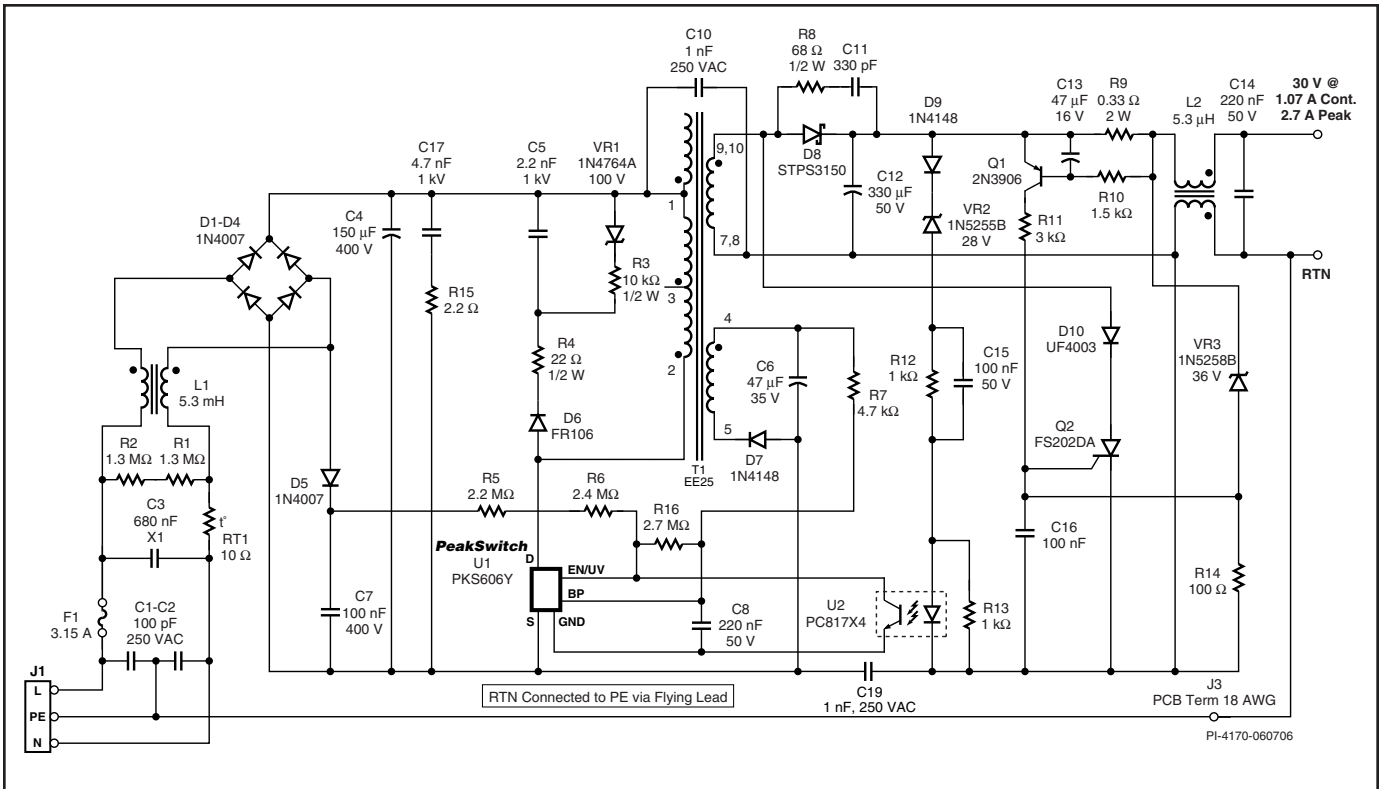 C10
1 nF
250 VAC
R8
68 Ω
1/2 W
C11
330 pF
D9
1N4148
C13
47 μF
16 V
R9
0.33 Ω
2 W
L2
5.3 μH
C14
220 nF
50 V
30 V @
1.07 A Cont.
2.7 A Peak
C17
4.7 nF
1 kV
C5
2.2 nF
1 kV
VR1
1N4764A
100 V
9,10
D8
STPS3150
C12
330 μF
50 V
Q1
2N3906
R10
1.5 kΩ
D1-D4
1N4007
C4
150 μF
400 V
1
VR2
1N5255B
28 V
R11
3 kΩ
7,8
RTN
R3
10 kΩ
1/2 W
3
R15
2.2 Ω
4
D10
UF4003
VR3
1N5258B
36 V
R4
22 Ω
1/2 W
2
C6
47 μF
35 V
R12
1 kΩ
C15
100 nF
50 V
L1
5.3 mH
R7
4.7 kΩ
D6
FR106
5
D7
1N4148
Q2
FS202DA
R2
1.3 MΩ
R1
1.3 MΩ
T1
EE25
D5
1N4007
R5
2.2 MΩ
R6
2.4 MΩ
C3
680 nF
X1
t°
RT1
10 Ω
R16
2.7 MΩ
C16
100 nF
PeakSwitch
U1
PKS606Y
D
EN/UV
BP
S
GND
R14
100 Ω
F1
3.15 A
C1-C2
100 pF
250 VAC
C7
100 nF
400 V
C8
220 nF
50 V
U2
PC817X4
R13
1 kΩ
J1
L
PE
N
RTN Connected to PE via Flying Lead
C19
1 nF, 250 VAC
J3
PCB Term 18 AWG
PI-4170-060706